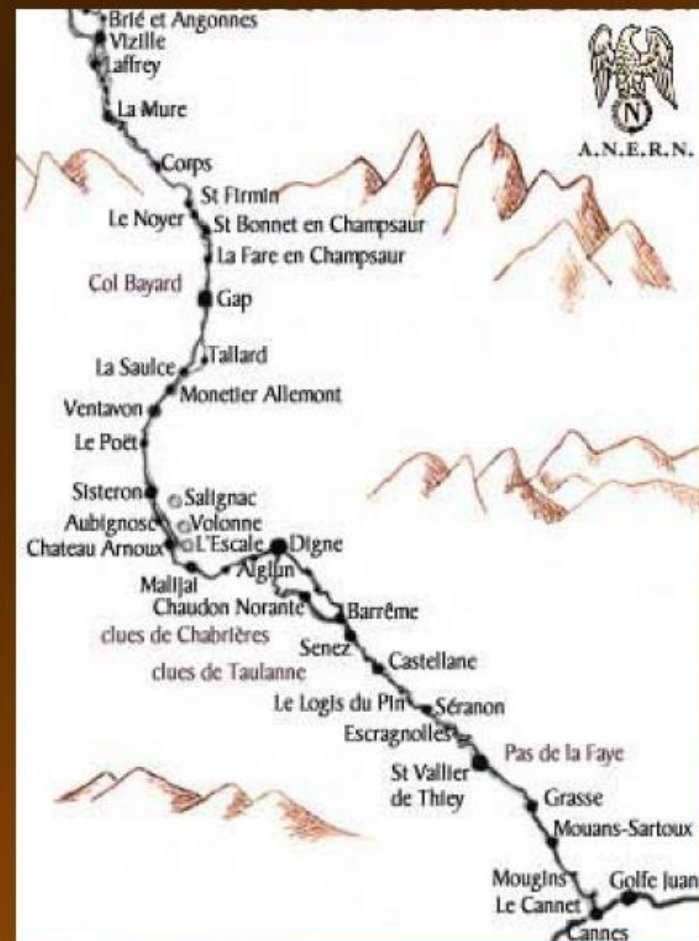 Brié et Angonnes
Vizille
Laffrey
La Mure
N
A.N.E.R.N.
Corps
St Firmin
Le Noyer
St Bonnet en Champsaur
La Fare en Champsaur
Col Bayard
Gap
Tallard
La Saulce
Monetier Allemont
Ventavon
Le Poët
Sisteron
Salignac
Aubignosc
Volonne
Chateau Arnoux
L'Escale
Digne
Aiglun
Malijai
Chaudon Norante
Barrême
clues de Chabrières
Senez
clues de Taulanne
Castellane
Le Logis du Pin
Séranon
Escragnolles
Pas de la Faye
St Vallier
de Thiey
Grasse
Mouans-Sartoux
Mougins
Golfe Juan
Le Cannet
Cannes